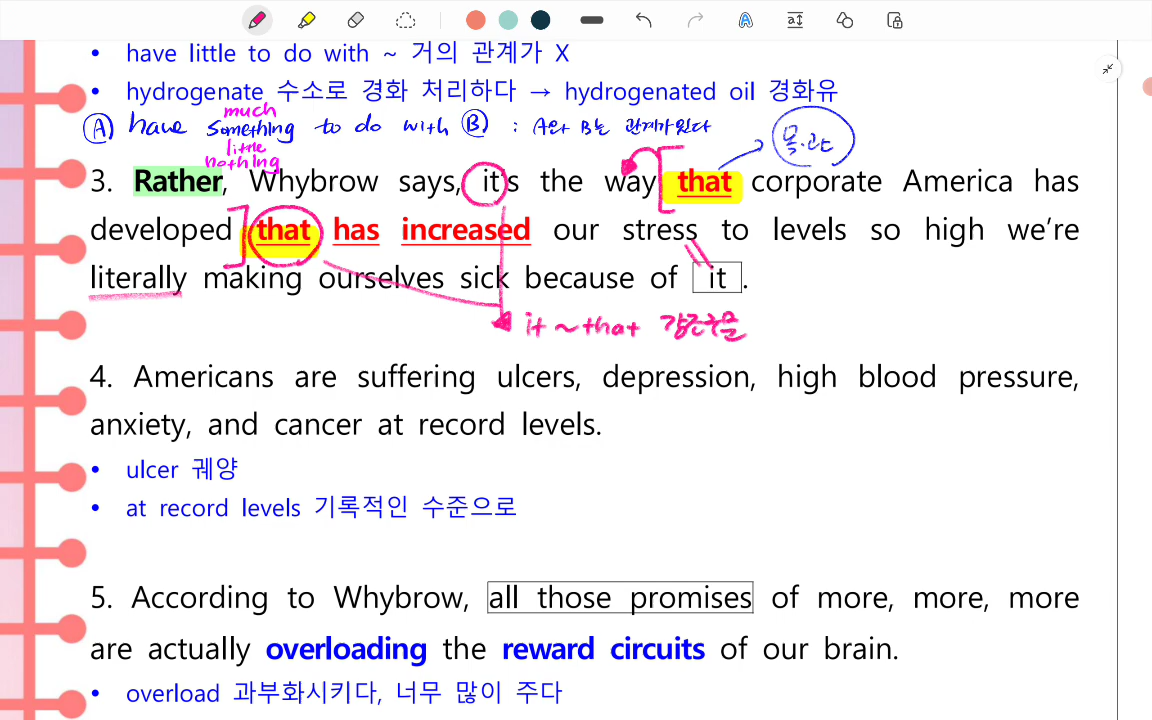 • have little to do with ~ 거의 관계가 X
• hydrogenate 수소로 경화 처리하다 → hydrogenated oil 경화유
much
Ⓐ have something to do with Ⓑ : A와 B는 관계가 있다
little
nothing
목.관
3. Rather, Whybrow says, it's the way that corporate America has
developed that has increased our stress to levels so high we’re
literally making ourselves sick because of it.
it ~ that 강조구문
4. Americans are suffering ulcers, depression, high blood pressure,
anxiety, and cancer at record levels.
• ulcer 궤양
• at record levels 기록적인 수준으로
5. According to Whybrow, all those promises of more, more, more
are actually overloading the reward circuits of our brain.
• overload 과부화시키다, 너무 많이 주다